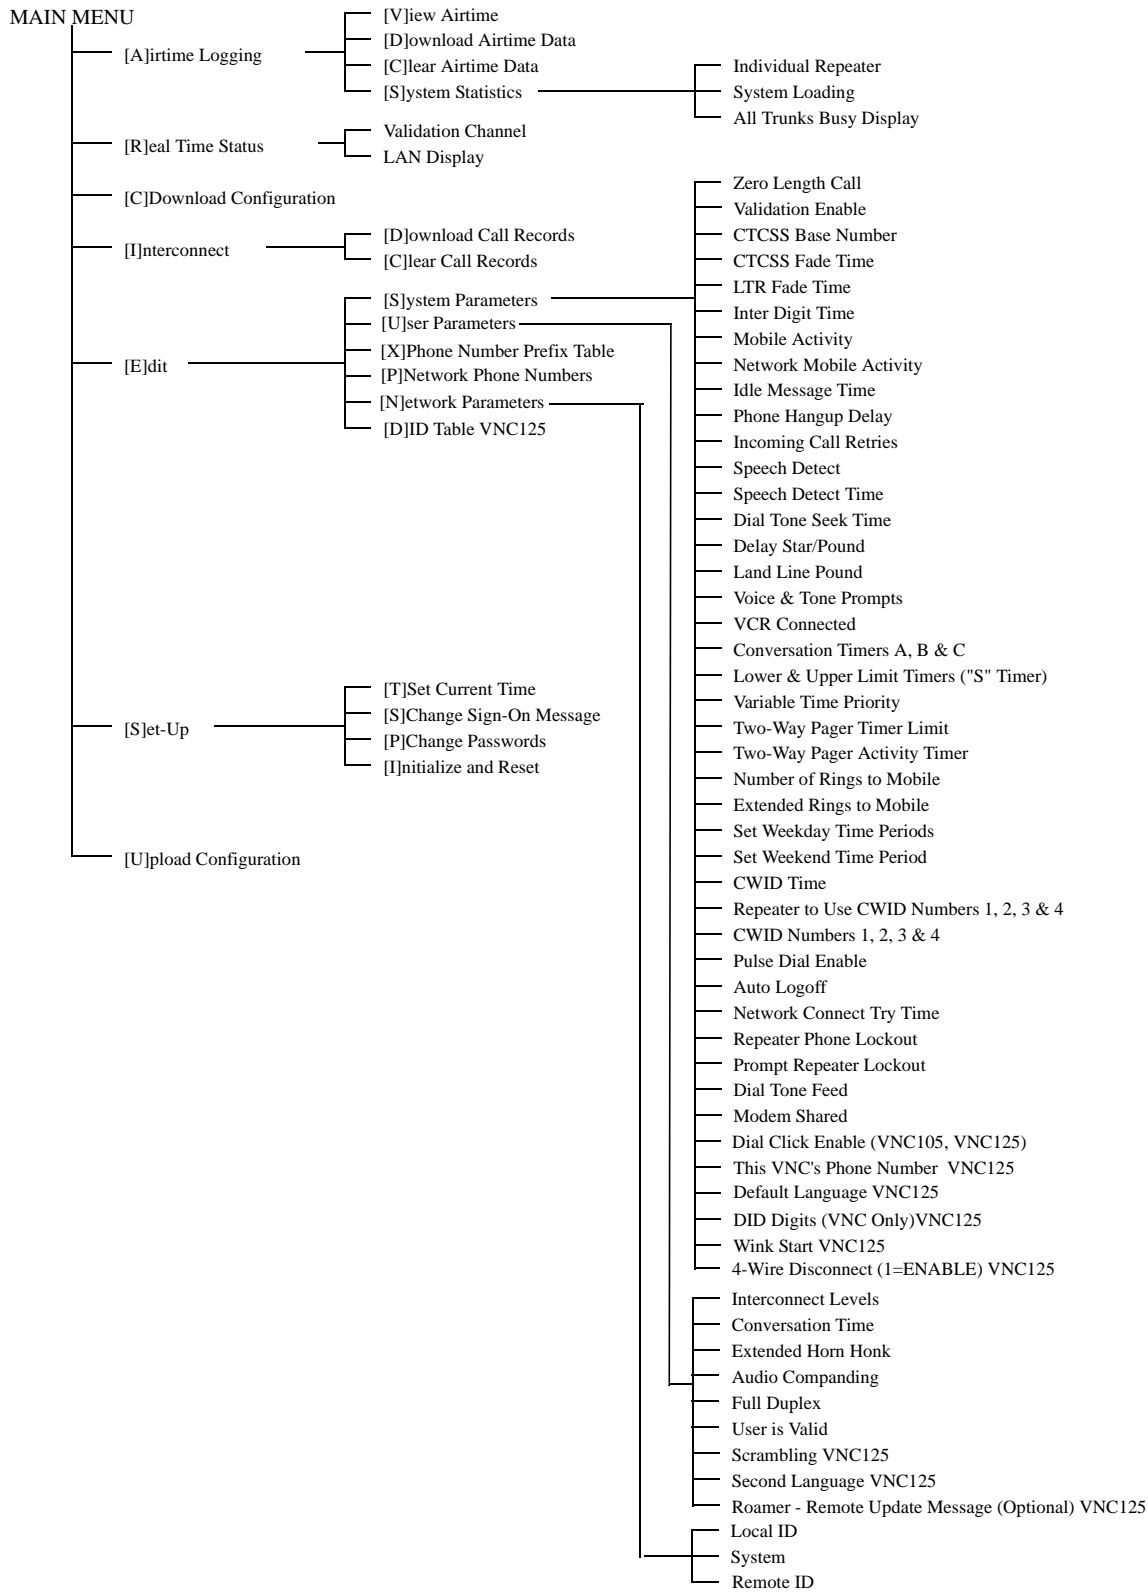 MAIN MENU
[A]irtime Logging
[V]iew Airtime
[D]ownload Airtime Data
[C]lear Airtime Data
[S]ystem Statistics
Individual Repeater
System Loading
All Trunks Busy Display
[R]eal Time Status
Validation Channel
LAN Display
[C]Download Configuration
[I]nterconnect
[D]ownload Call Records
[C]lear Call Records
[E]dit
[S]ystem Parameters
[U]ser Parameters
[X]Phone Number Prefix Table
[P]Network Phone Numbers
[N]etwork Parameters
[D]ID Table VNC125
Zero Length Call
Validation Enable
CTCSS Base Number
CTCSS Fade Time
LTR Fade Time
Inter Digit Time
Mobile Activity
Network Mobile Activity
Idle Message Time
Phone Hangup Delay
Incoming Call Retries
Speech Detect
Speech Detect Time
Dial Tone Seek Time
Delay Star/Pound
Land Line Pound
Voice & Tone Prompts
VCR Connected
Conversation Timers A, B & C
Lower & Upper Limit Timers ("S" Timer)
Variable Time Priority
Two-Way Pager Timer Limit
Two-Way Pager Activity Timer
Number of Rings to Mobile
Extended Rings to Mobile
Set Weekday Time Periods
Set Weekend Time Period
CWID Time
Repeater to Use CWID Numbers 1, 2, 3 & 4
CWID Numbers 1, 2, 3 & 4
Pulse Dial Enable
Auto Logoff
Network Connect Try Time
Repeater Phone Lockout
Prompt Repeater Lockout
Dial Tone Feed
Modem Shared
Dial Click Enable (VNC105, VNC125)
This VNC's Phone Number  VNC125
Default Language VNC125
DID Digits (VNC Only)VNC125
Wink Start VNC125
4-Wire Disconnect (1=ENABLE) VNC125
Interconnect Levels
Conversation Time
Extended Horn Honk
Audio Companding
Full Duplex
User is Valid
Scrambling VNC125
Second Language VNC125
Roamer - Remote Update Message (Optional) VNC125
Local ID
System
Remote ID
[S]et-Up
[T]Set Current Time
[S]Change Sign-On Message
[P]Change Passwords
[I]nitialize and Reset
[U]pload Configuration